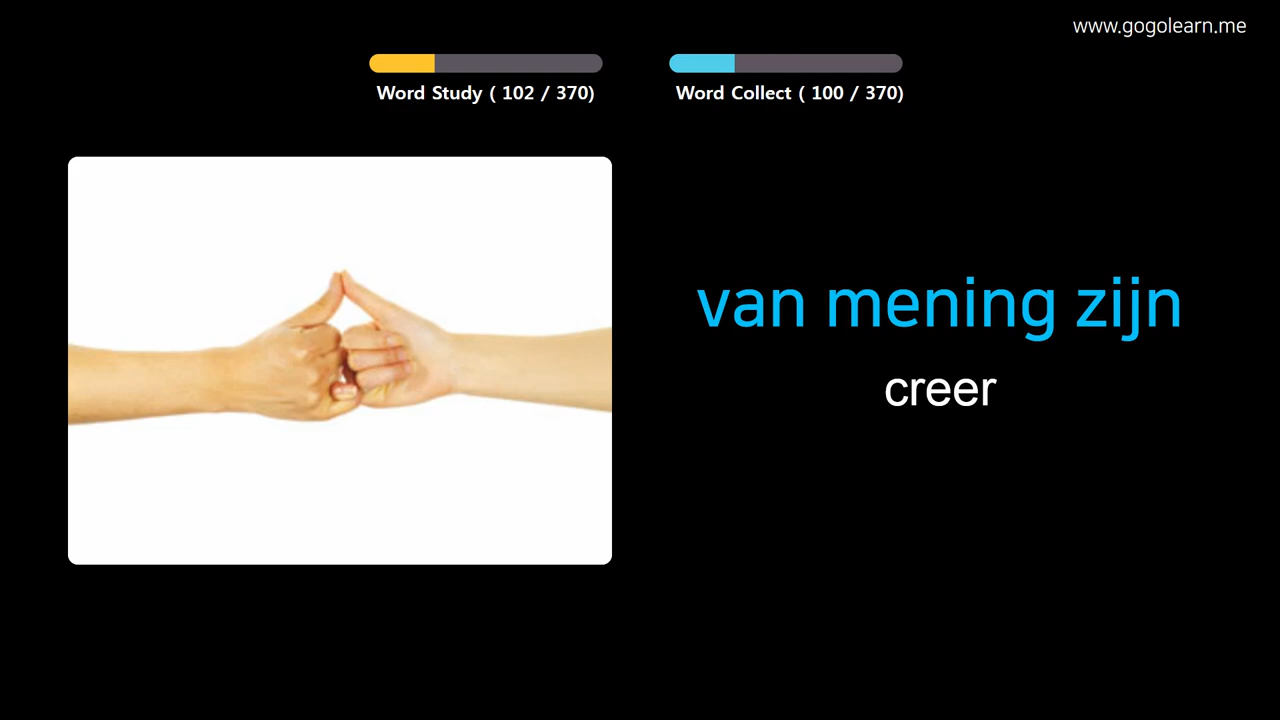 www.gogolearn.me
Word Study ( 102 / 370)
Word Collect ( 100 / 370)
van mening zijn
creer